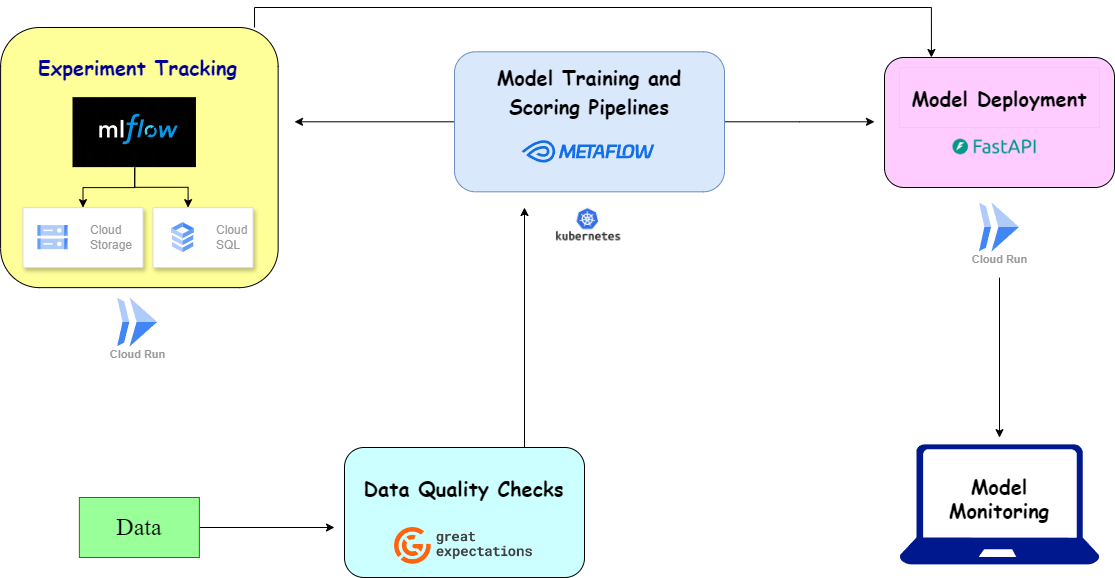 Experiment Tracking
mlflow
Cloud
Storage
Cloud
SQL
Cloud Run
Model Training and
Scoring Pipelines
METAFLOW
kubernetes
Model Deployment
FastAPI
Cloud Run
Data
Data Quality Checks
great
expectations
Model
Monitoring